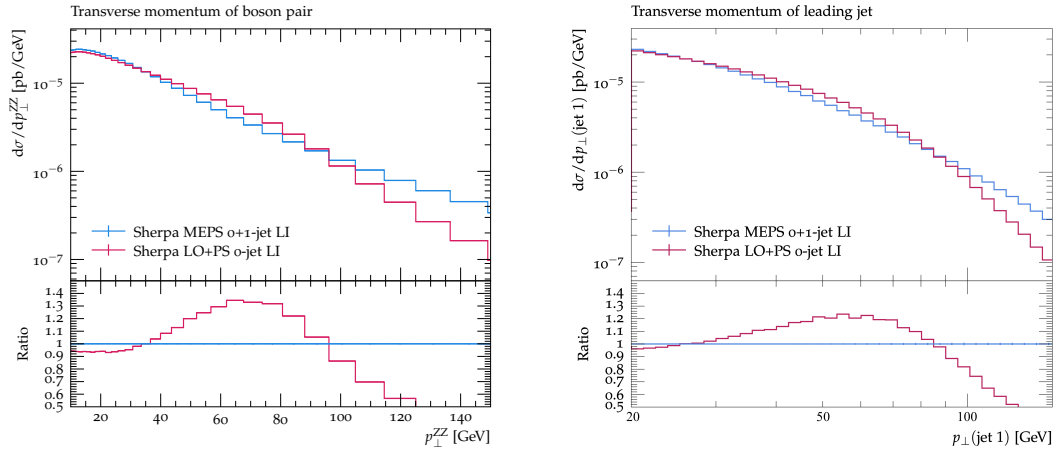 Transverse momentum of boson pair
dσ/dp⊥^ZZ [pb/GeV]
10^−5
10^−6
10^−7
Sherpa MEPS 0+1-jet LI
Sherpa LO+PS 0-jet LI
Ratio
1.4
1.3
1.2
1.1
1
0.9
0.8
0.7
0.6
0.5
20 40 60 80 100 120 140
p⊥^ZZ [GeV]
Transverse momentum of leading jet
dσ/dp⊥(jet 1) [pb/GeV]
10^−5
10^−6
10^−7
Sherpa MEPS 0+1-jet LI
Sherpa LO+PS 0-jet LI
Ratio
1.4
1.3
1.2
1.1
1
0.9
0.8
0.7
0.6
0.5
20 50 100
p⊥(jet 1) [GeV]